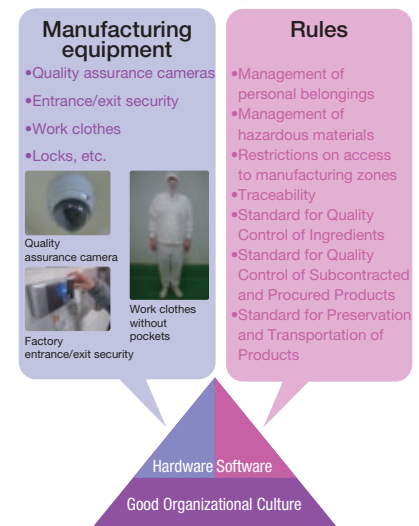 Manufacturing
equipment
•Quality assurance cameras
•Entrance/exit security
•Work clothes
•Locks, etc.
Quality
assurance camera
Factory
entrance/exit security
Work clothes
without
pockets
Rules
•Management of
personal belongings
•Management of
hazardous materials
•Restrictions on access
to manufacturing zones
•Traceability
•Standard for Quality
Control of Ingredients
•Standard for Quality
Control of Subcontracted
and Procured Products
•Standard for Preservation
and Transportation of
Products
Hardware Software
Good Organizational Culture